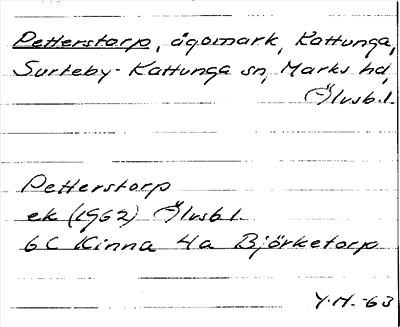 Petterstorp, ägomark, Kattunga,
Surteby-Kattunga sn, Marks hd,
Älvsb.l.
Petterstorp
ek (1962) Älvsb l.
6C Kinna 4a Björketorp
Y.H.-63